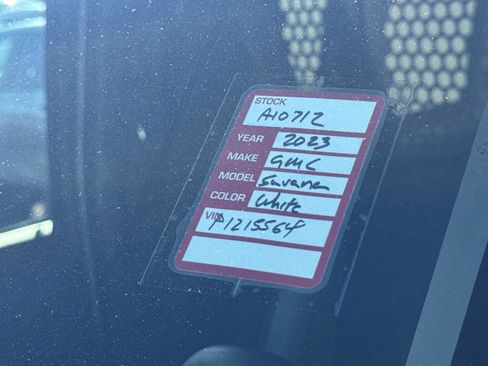 STOCK
A10712
YEAR 2023
MAKE GMC
MODEL Savana
COLOR White
VIN P1215564